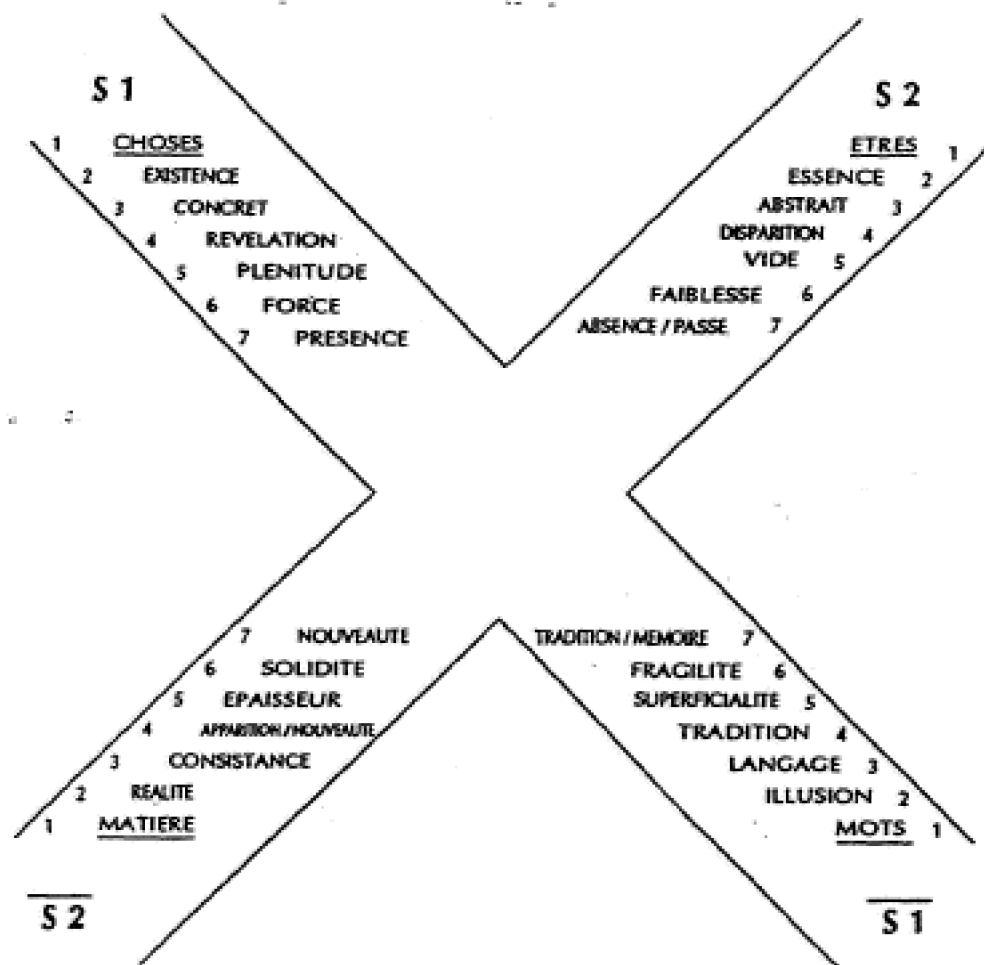 S 1
1 CHOSES
2 EXISTENCE
3 CONCRET
4 REVELATION
5 PLENITUDE
6 FORCE
7 PRESENCE
S 2
ETRES 1
ESSENCE 2
ABSTRAIT 3
DISPARITION 4
VIDE 5
FAIBLESSE 6
ABSENCE / PASSE 7
7 NOUVEAUTE
6 SOLIDITE
5 EPAISSEUR
4 APPARITION / NOUVEAUTE
3 CONSISTANCE
2 REALITE
1 MATIERE
S 2
TRADITION / MEMOIRE 7
FRAGILITE 6
SUPERFICIALITE 5
TRADITION 4
LANGAGE 3
ILLUSION 2
MOTS 1
S 1